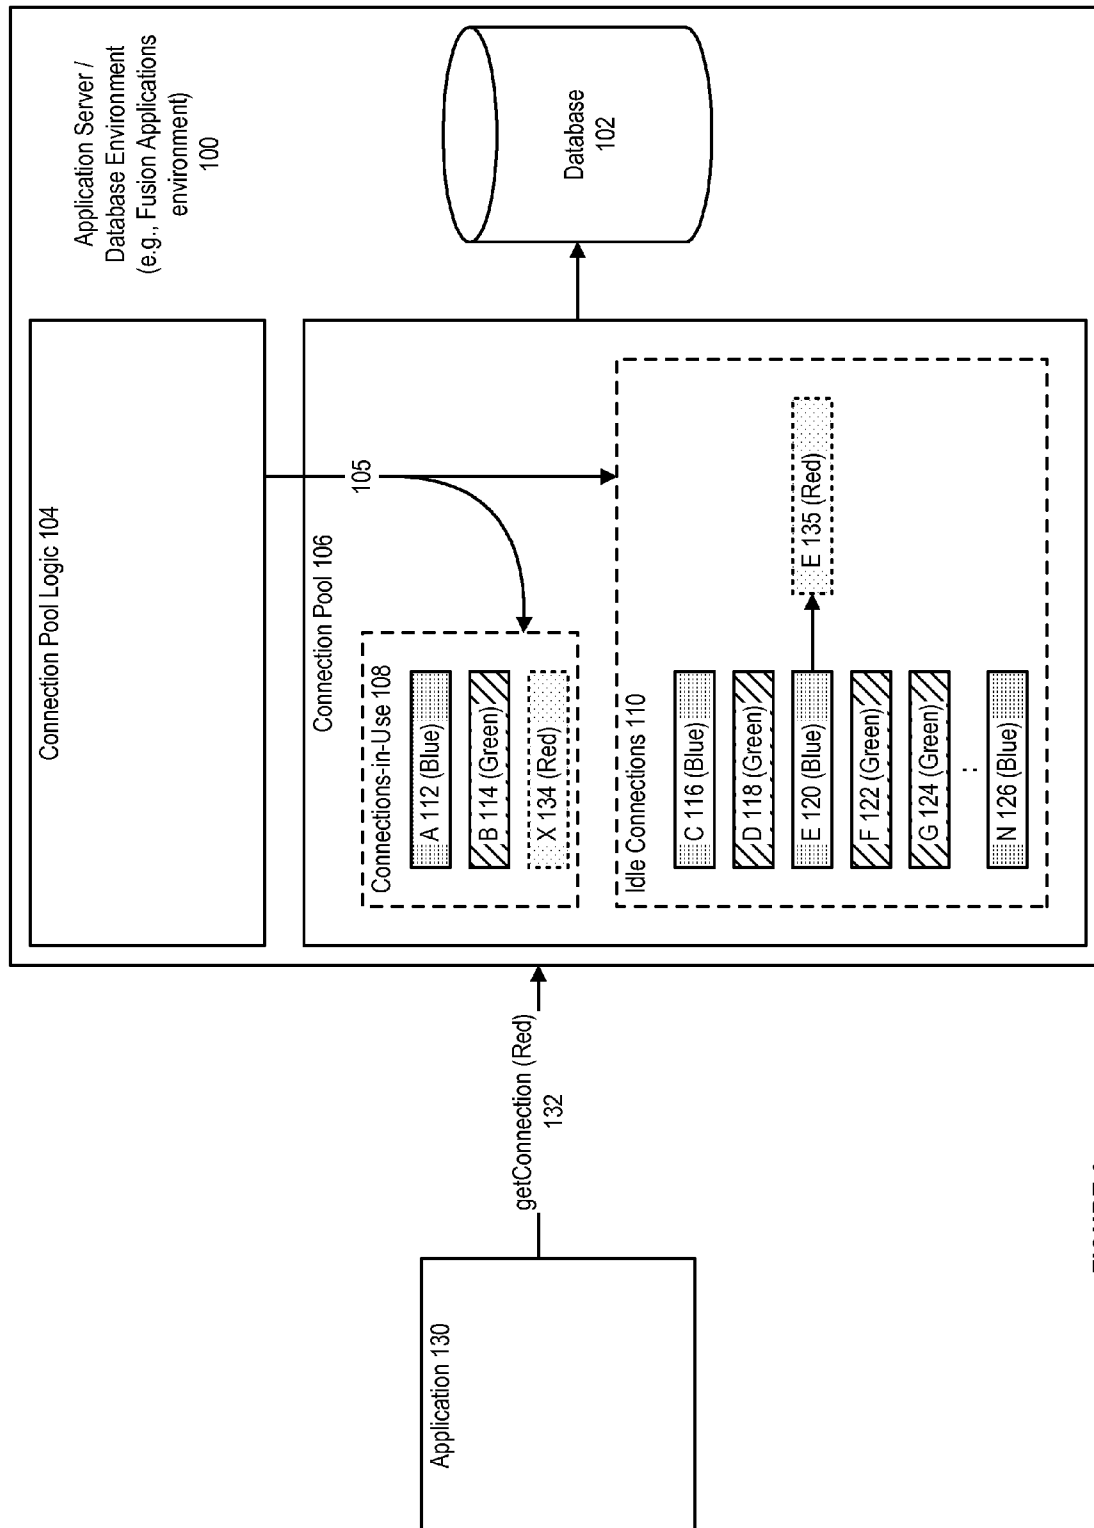 Application Server /
Database Environment
(e.g., Fusion Applications
environment)
100
Connection Pool Logic 104
105
Connection Pool 106
Connections-in-Use 108
A 112 (Blue)
B 114 (Green)
X 134 (Red)
Idle Connections 110
C 116 (Blue)
D 118 (Green)
E 120 (Blue)
E 135 (Red)
F 122 (Green)
G 124 (Green)
N 126 (Blue)
Database
102
getConnection (Red)
132
Application 130
FIGURE